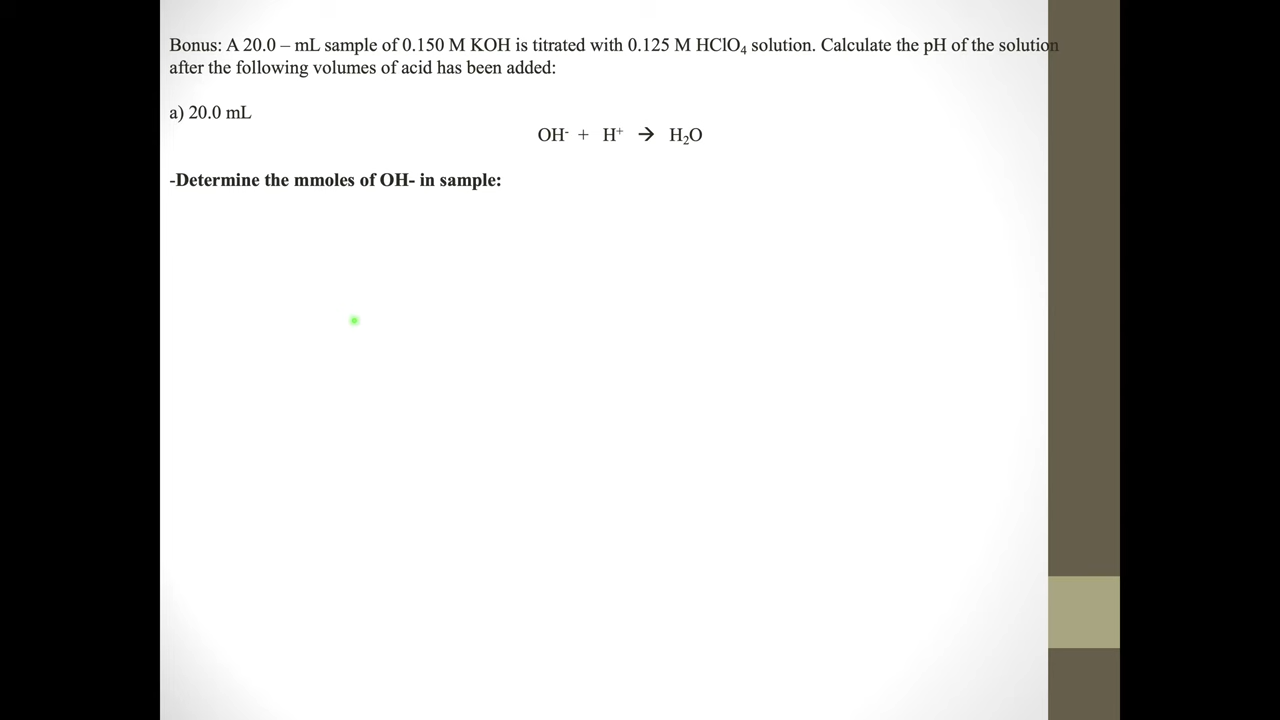 Bonus: A 20.0 – mL sample of 0.150 M KOH is titrated with 0.125 M HClO₄ solution. Calculate the pH of the solution
after the following volumes of acid has been added:
a) 20.0 mL
OH⁻ + H⁺ → H₂O
-Determine the mmoles of OH- in sample: